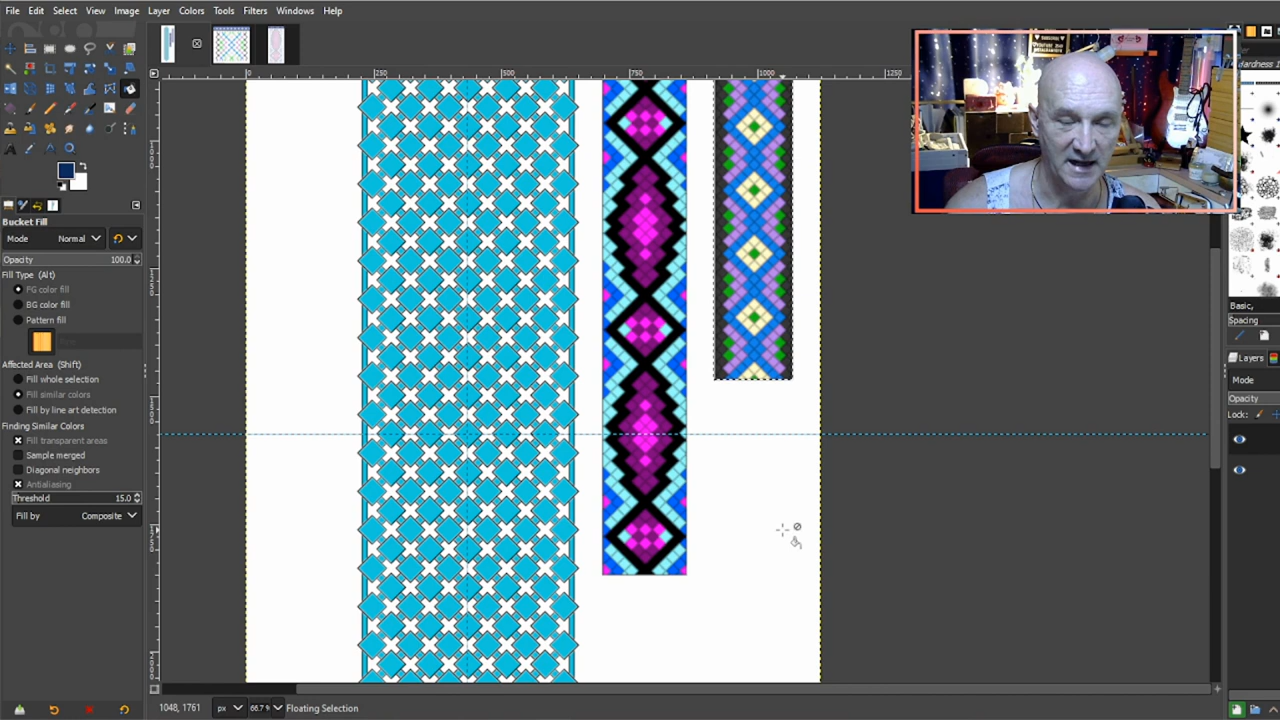 File Edit Select View Image Layer Colors Tools Filters Windows Help
0 250 500 750 1000 1250
Bucket Fill
Mode Normal
Opacity 100.0
Fill Type (Alt)
FG color fill
BG color fill
Pattern fill
Affected Area (Shift)
Fill whole selection
Fill similar colors
Fill by line art detection
Finding Similar Colors
Fill transparent areas
Sample merged
Diagonal neighbors
Antialiasing
Threshold 15.0
Fill by Composite
1048, 1761 px 66.7 % Floating Selection
Basic,
Spacing
Layers
Mode
Opacity
Lock: